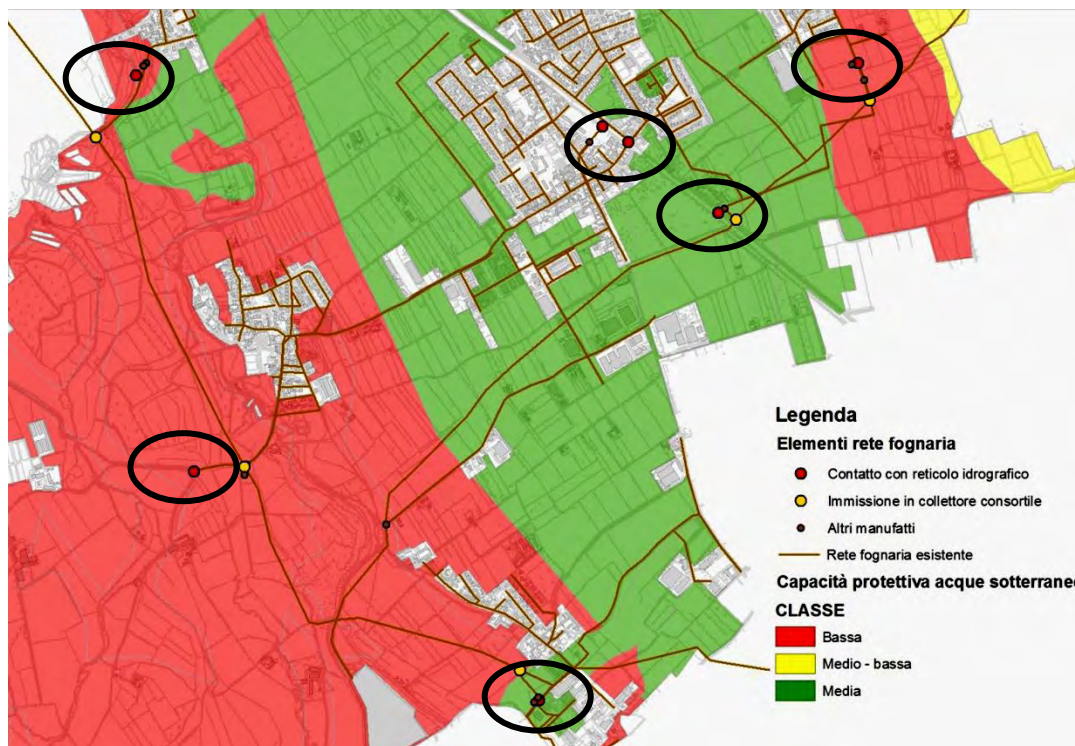 Legenda
Elementi rete fognaria
Contatto con reticolo idrografico
Immissione in collettore consortile
Altri manufatti
Rete fognaria esistente
Capacità protettiva acque sotterranee
CLASSE
Bassa
Medio - bassa
Media